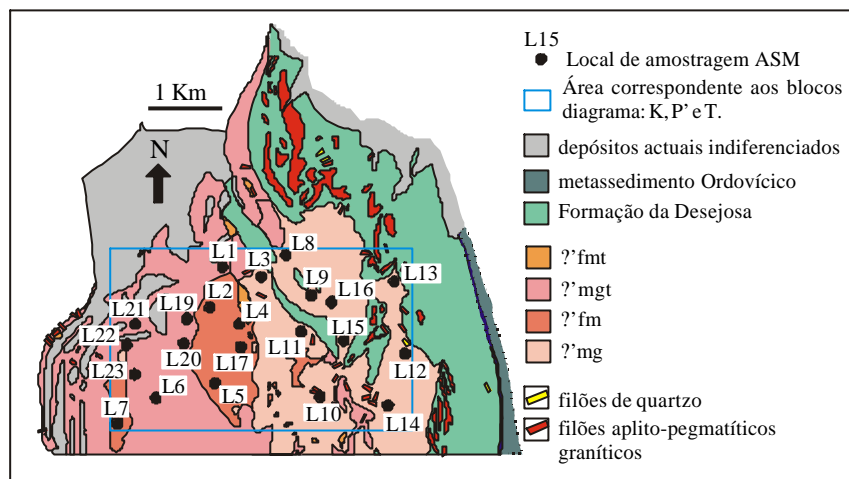 L15
Local de amostragem ASM
Área correspondente aos blocos
diagrama: K, P' e T.
depósitos actuais indiferenciados
metassedimento Ordovícico
Formação da Desejosa
?'fmt
?'mgt
?'fm
?'mg
filões de quartzo
filões aplito-pegmatíticos
graníticos
1 Km
N
L1
L8
L3
L13
L2
L9
L16
L21
L19
L4
L22
L15
L11
L20
L17
L12
L23
L6
L5
L7
L10
L14